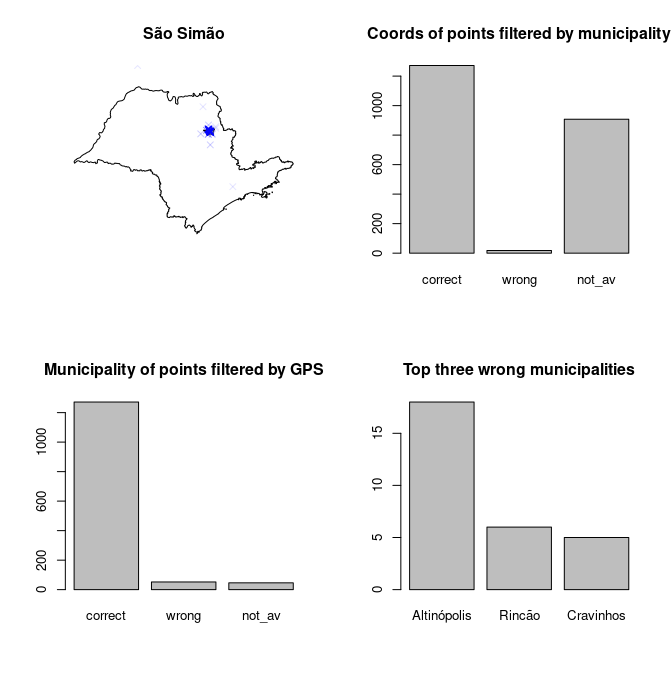 São Simão
Coords of points filtered by municipality
1000
600
200
0
correct wrong not_av
Municipality of points filtered by GPS
1000
600
200
0
correct wrong not_av
Top three wrong municipalities
15
10
5
0
Altinópolis Rincão Cravinhos